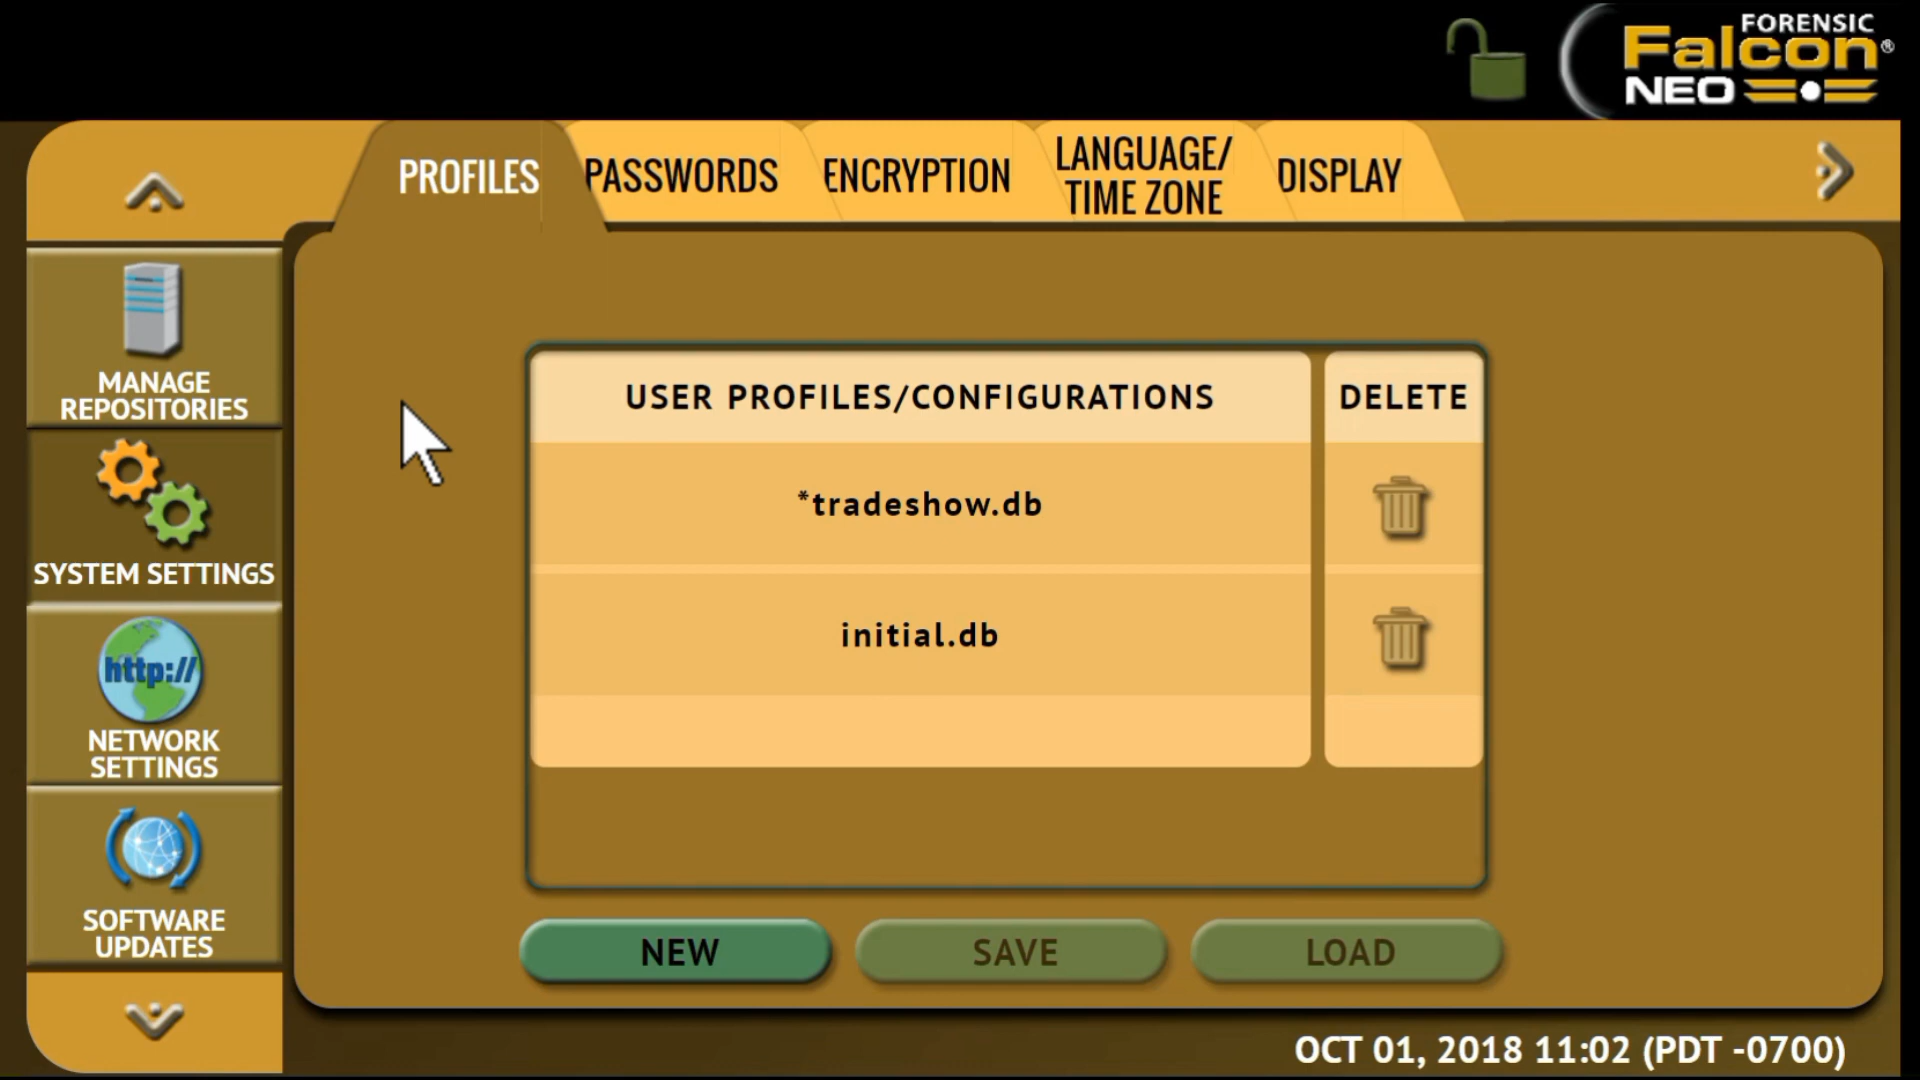 FORENSIC
Falcon®
NEO
PROFILES
PASSWORDS
ENCRYPTION
LANGUAGE/
TIME ZONE
DISPLAY
MANAGE
REPOSITORIES
SYSTEM SETTINGS
http://
NETWORK
SETTINGS
SOFTWARE
UPDATES
USER PROFILES/CONFIGURATIONS
DELETE
*tradeshow.db
initial.db
NEW
SAVE
LOAD
OCT 01, 2018 11:02 (PDT -0700)